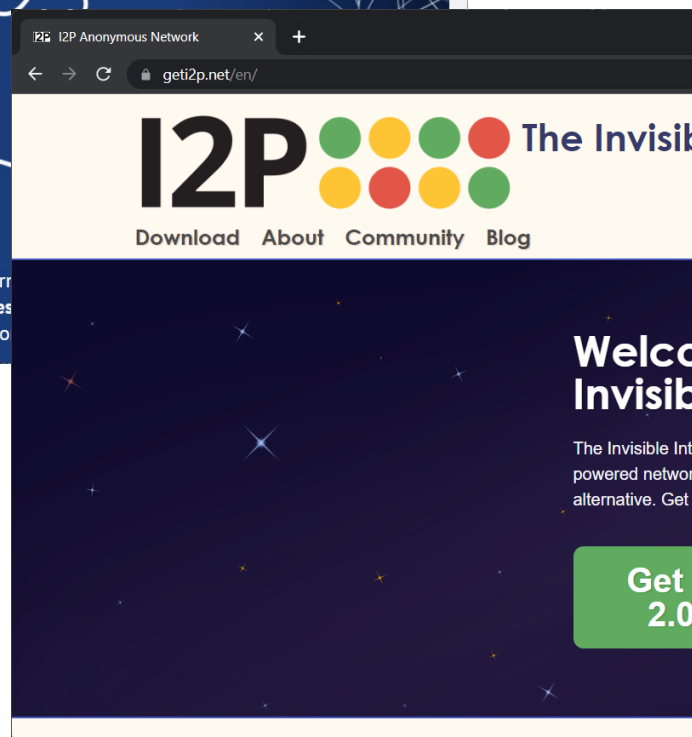 I2P Anonymous Network
geti2p.net/en/
I2P
The Invisib
Download About Community Blog
Welco
Invisib
The Invisible Int
powered networ
alternative. Get
Get
2.0